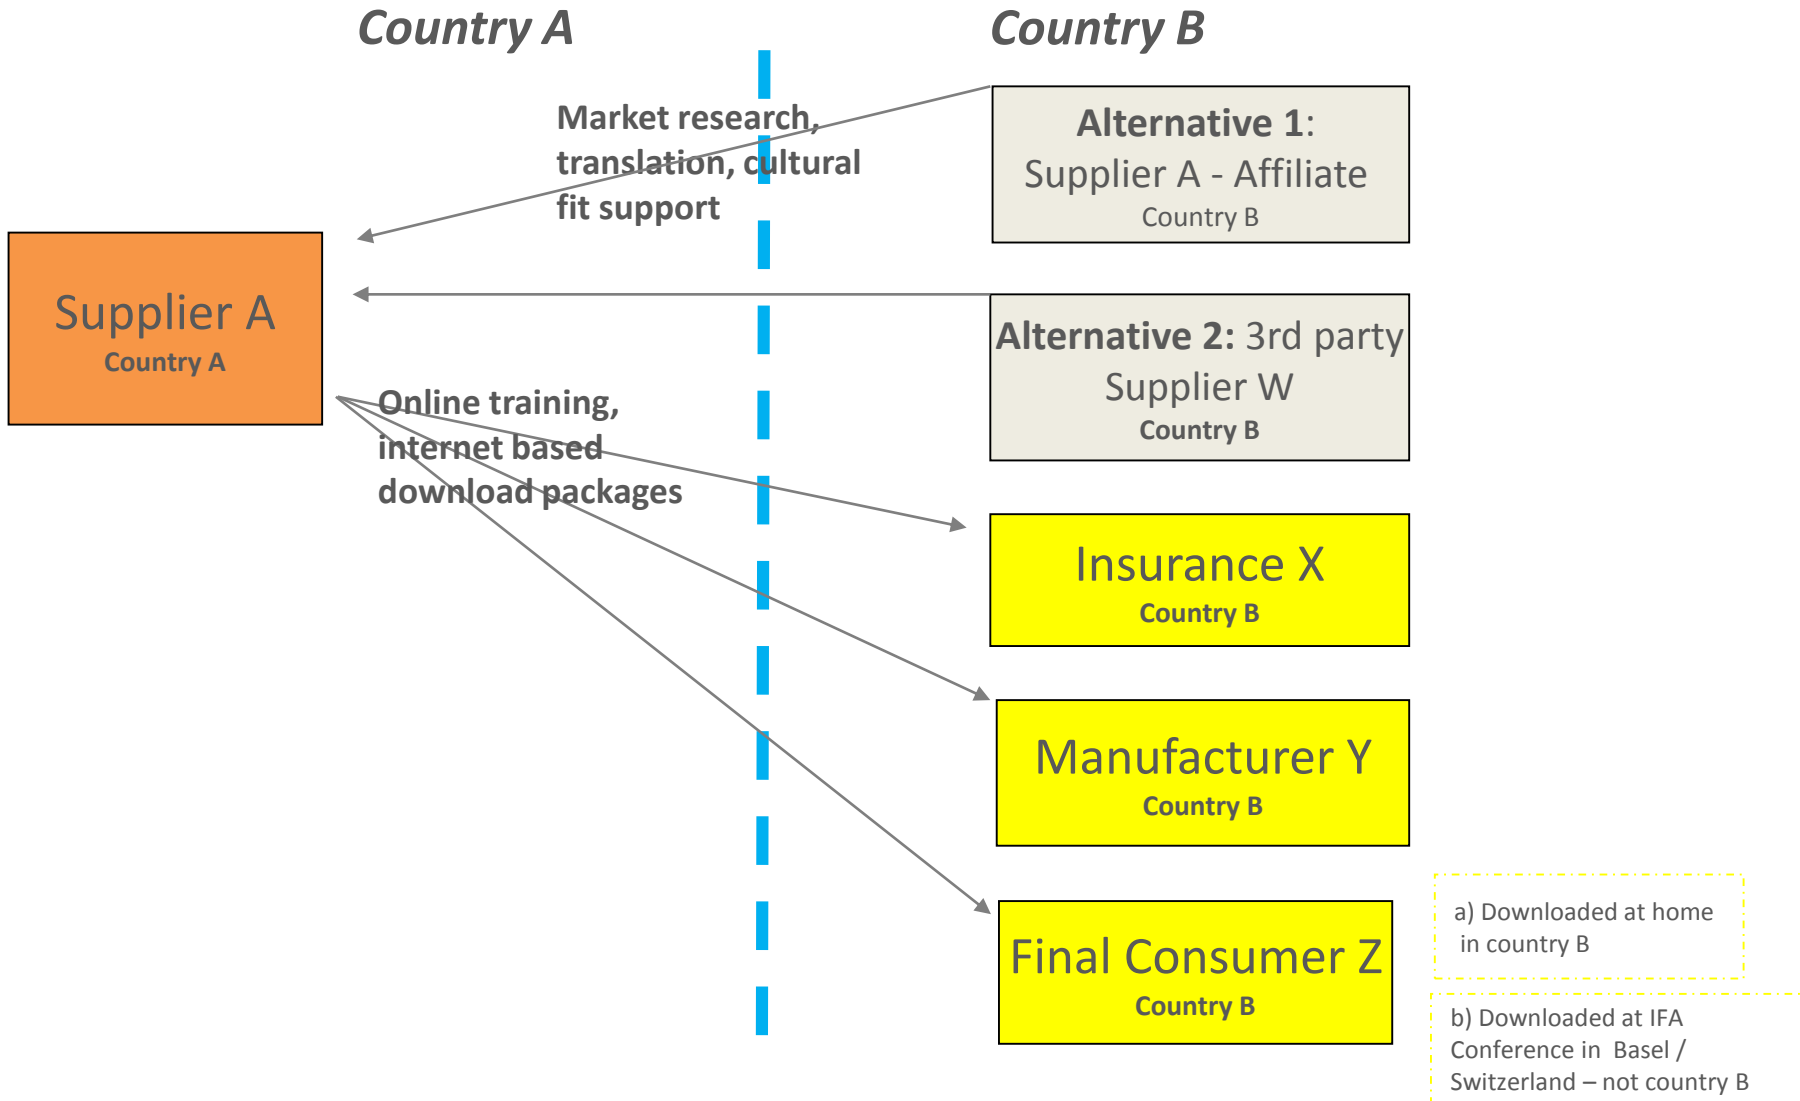 Country A
Country B
Market research,
translation, cultural
fit support
Alternative 1:
Supplier A - Affiliate
Country B
Supplier A
Country A
Alternative 2: 3rd party
Supplier W
Country B
Online training,
internet based
download packages
Insurance X
Country B
Manufacturer Y
Country B
Final Consumer Z
Country B
a) Downloaded at home
in country B
b) Downloaded at IFA
Conference in Basel /
Switzerland – not country B